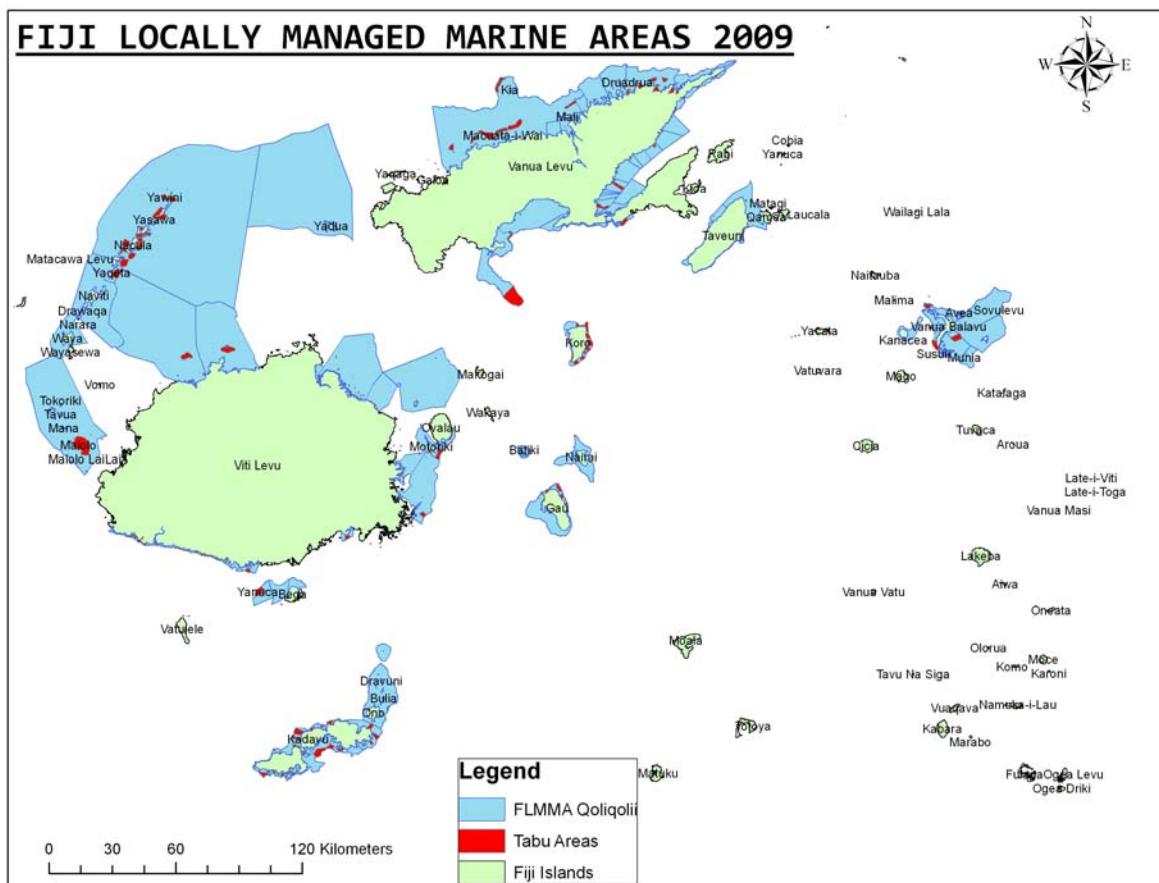 FIJI LOCALLY MANAGED MARINE AREAS 2009
N
W
E
S
Kia
Druadrua
Mali
Macuata-i-Wai
Vanua Levu
Rabi
Cobia
Yanuca
Yaqaga
Galoa
Kioa
Yawini
Yasawa
Yadua
Matagi
Qamea
Laucala
Wailagi Lala
Taveuni
Nacula
Matacawa Levu
Yaqeta
Naitauba
Naviti
Malima
Drawaqa
Avea
Sovulevu
Narara
Vanua Balavu
Waya
Yacata
Kanacea
Koro
Wayasewa
Susui
Munia
Makogai
Vatuvara
Mago
Vomo
Katafaga
Tokoriki
Wakaya
Tavua
Mana
Ovalau
Tuvuca
Malolo
Moturiki
Batiki
Nairai
Cicia
Aroua
Malolo LaiLai
Viti Levu
Late-i-Viti
Late-i-Toga
Gau
Vanua Masi
Lakeba
Yanuca
Beqa
Vanua Vatu
Aiwa
Oneata
Vatulele
Moala
Olorua
Moce
Komo
Karoni
Tavu Na Siga
Dravuni
Bulia
Ono
Vuaqava
Namuka-i-Lau
Totoya
Kabara
Marabo
Kadavu
Matuku
Fulaga
Ogea Levu
Ogea Driki
Legend
FLMMA Qoliqolii
Tabu Areas
Fiji Islands
0 30 60 120 Kilometers